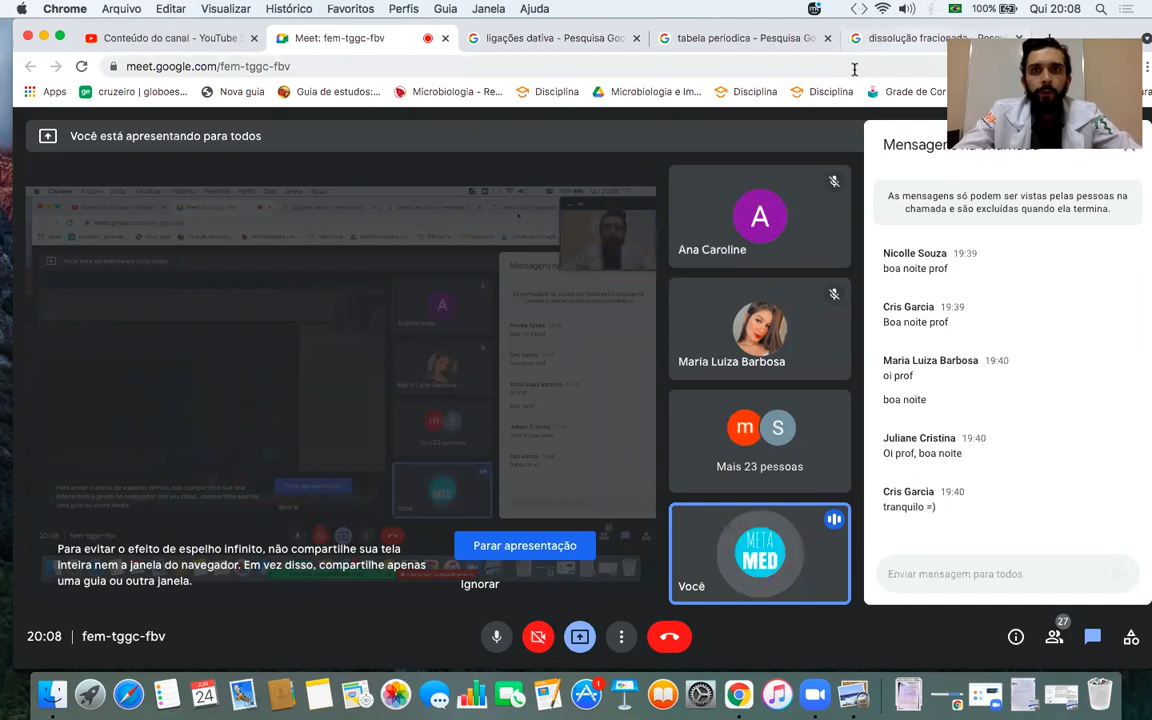 Chrome Arquivo Editar Visualizar Histórico Favoritos Perfis Guia Janela Ajuda 100% Qui 20:08
Conteúdo do canal - YouTube S
Meet: fem-tggc-fbv
ligações dativa - Pesquisa Goo
tabela periodica - Pesquisa Go
dissolução fracionada
meet.google.com/fem-tggc-fbv
Apps
cruzeiro | globoes...
Nova guia
Guia de estudos:...
Microbiologia - Re...
Disciplina
Microbiologia e Im...
Disciplina
Disciplina
Grade de Cor
Você está apresentando para todos
Mensagens na chamada
As mensagens só podem ser vistas pelas pessoas na
chamada e são excluídas quando ela termina.
A
Ana Caroline
Maria Luiza Barbosa
m S
Mais 23 pessoas
META
MED
Você
Nicolle Souza 19:39
boa noite prof
Cris Garcia 19:39
Boa noite prof
Maria Luiza Barbosa 19:40
oi prof
boa noite
Juliane Cristina 19:40
Oi prof, boa noite
Cris Garcia 19:40
tranquilo =)
Enviar mensagem para todos
Para evitar o efeito de espelho infinito, não compartilhe sua tela
inteira nem a janela do navegador. Em vez disso, compartilhe apenas
uma guia ou outra janela.
Parar apresentação
Ignorar
20:08 | fem-tggc-fbv
27
24
1